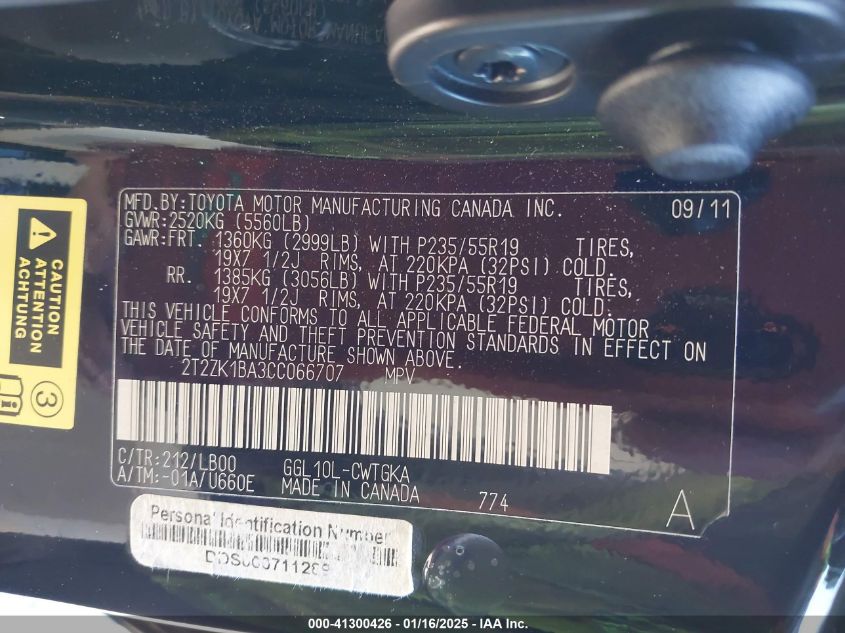 MFD.BY:TOYOTA MOTOR MANUFACTURING CANADA INC. 09/11
GVWR:2520KG (5560LB)
GAWR:FRT. 1360KG (2999LB) WITH P235/55R19 TIRES,
19X7 1/2J RIMS, AT 220KPA (32PSI) COLD.
RR. 1385KG (3056LB) WITH P235/55R19 TIRES,
19X7 1/2J RIMS, AT 220KPA (32PSI) COLD.
THIS VEHICLE CONFORMS TO ALL APPLICABLE FEDERAL MOTOR
VEHICLE SAFETY AND THEFT PREVENTION STANDARDS IN EFFECT ON
THE DATE OF MANUFACTURE SHOWN ABOVE.
2T2ZK1BA3CC066707 MPV
C/TR:212/LB00 GGL10L-CWTGKA
A/TM:-01A/U660E MADE IN CANADA 774 A
CAUTION
ATTENTION
ACHTUNG
3
Personal Identification Number
000-41300426 - 01/16/2025 - IAA Inc.